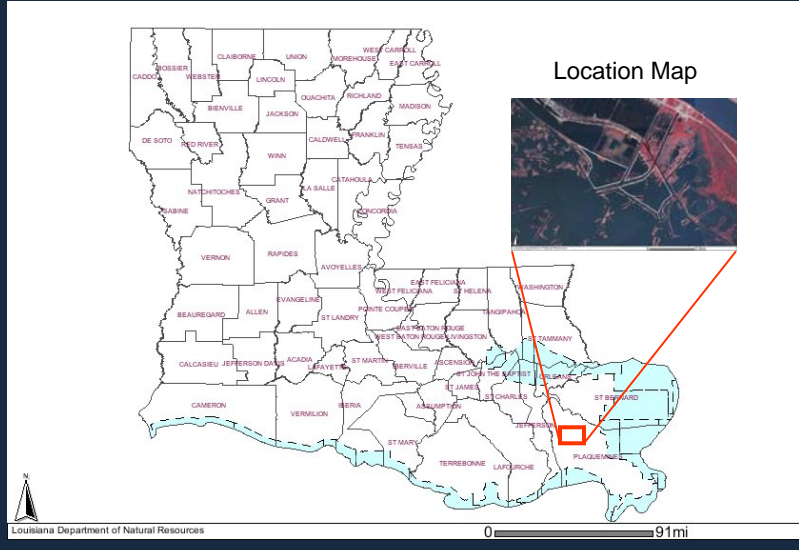 Location Map
CLAIBORNE
UNION
WEST CARROLL
MOREHOUSE
EAST CARROLL
BOSSIER
CADDO
WEBSTER
LINCOLN
OUACHITA
RICHLAND
MADISON
BIENVILLE
JACKSON
DE SOTO
RED RIVER
CALDWELL
FRANKLIN
TENSAS
WINN
CATAHOULA
NATCHITOCHES
LA SALLE
GRANT
SABINE
CONCORDIA
VERNON
RAPIDES
AVOYELLES
EAST FELICIANA
WEST FELICIANA
ST HELENA
WASHINGTON
EVANGELINE
POINTE COUPEE
TANGIPAHOA
BEAUREGARD
ALLEN
ST LANDRY
EAST BATON ROUGE
WEST BATON ROUGE
LIVINGSTON
ST TAMMANY
CALCASIEU
JEFFERSON DAVIS
ACADIA
LAFAYETTE
ST MARTIN
IBERVILLE
ASCENSION
ST JOHN THE BAPTIST
ORLEANS
ST JAMES
ST CHARLES
ST BERNARD
CAMERON
VERMILION
IBERIA
ASSUMPTION
JEFFERSON
ST MARY
PLAQUEMINES
TERREBONNE
LAFOURCHE
N
Louisiana Department of Natural Resources
0 91mi